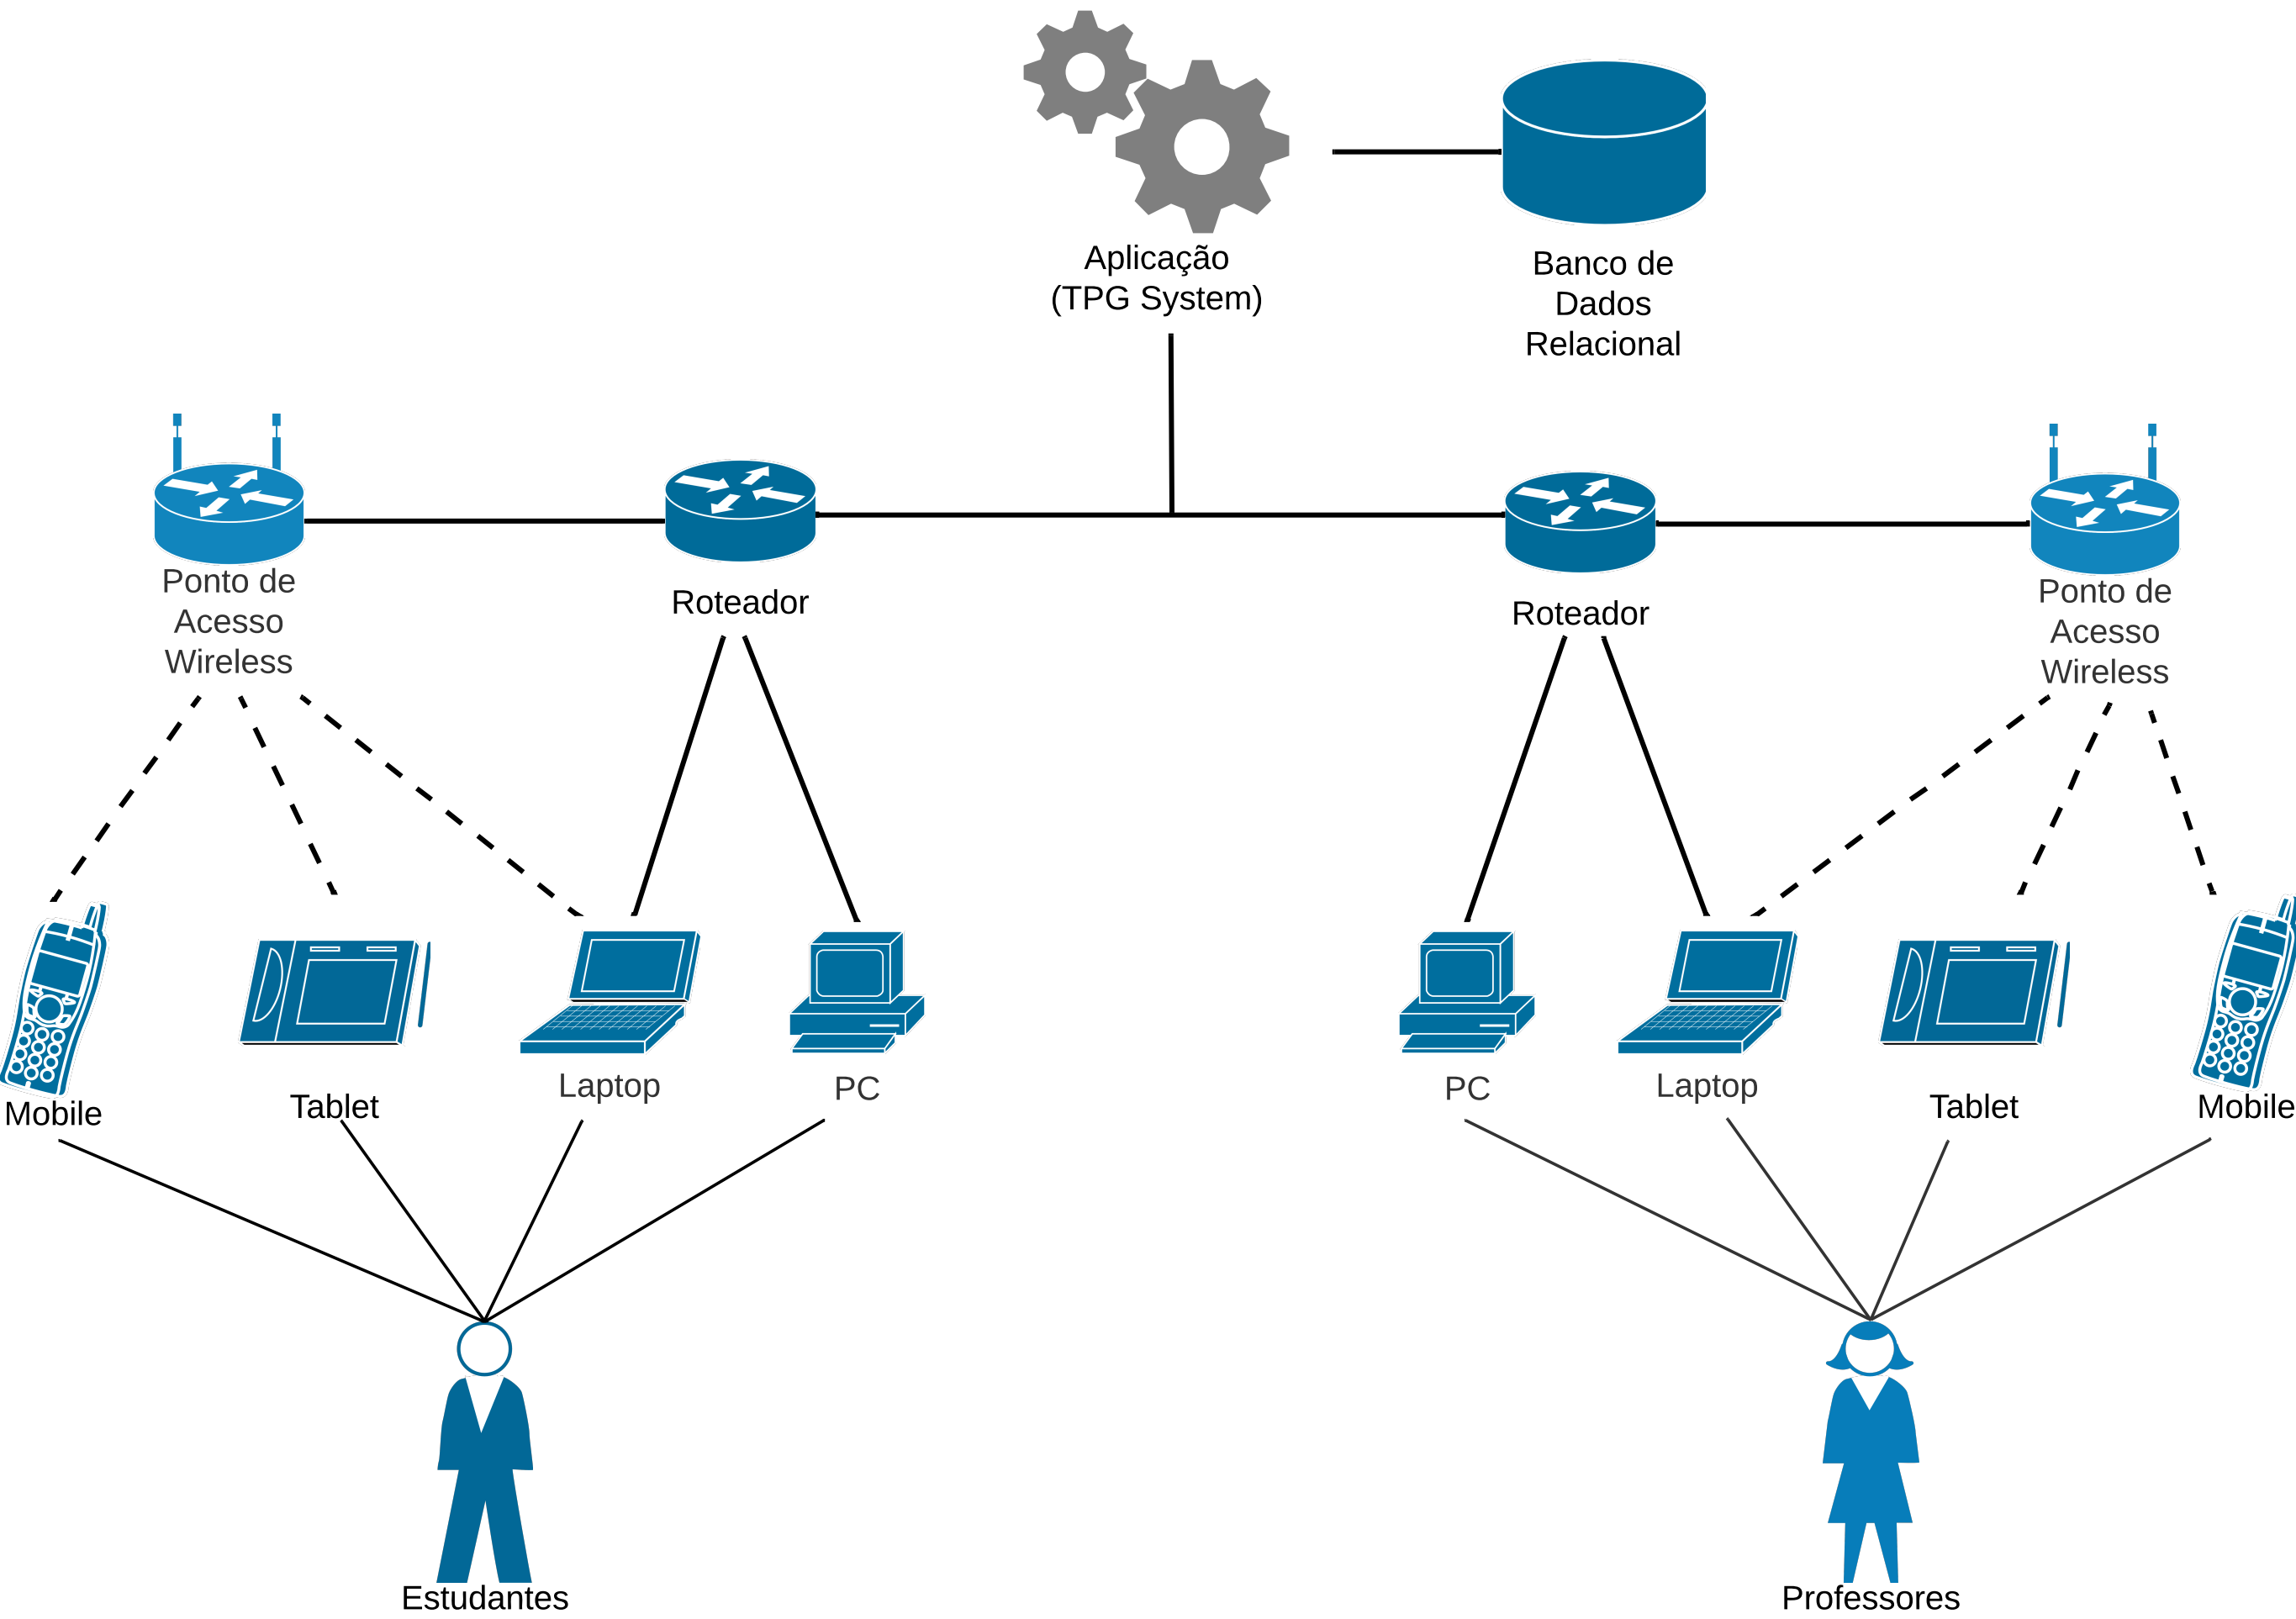 Aplicação
(TPG System)
Banco de
Dados
Relacional
Ponto de
Acesso
Wireless
Roteador
Roteador
Ponto de
Acesso
Wireless
Mobile
Tablet
Laptop
PC
PC
Laptop
Tablet
Mobile
Estudantes
Professores